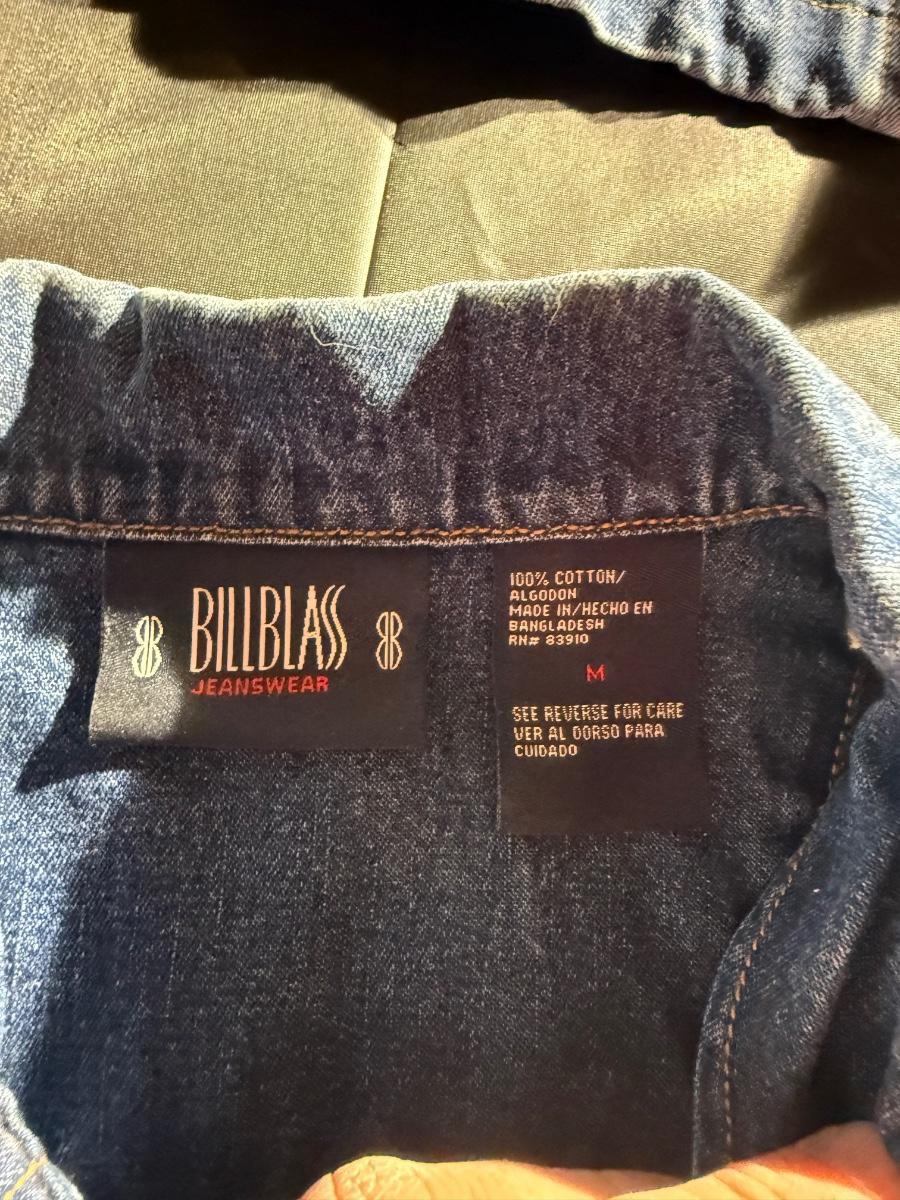 BILLBLASS
JEANSWEAR
100% COTTON/
ALGODON
MADE IN/HECHO EN
BANGLADESH
RN# 83910
M
SEE REVERSE FOR CARE
VER AL DORSO PARA
CUIDADO